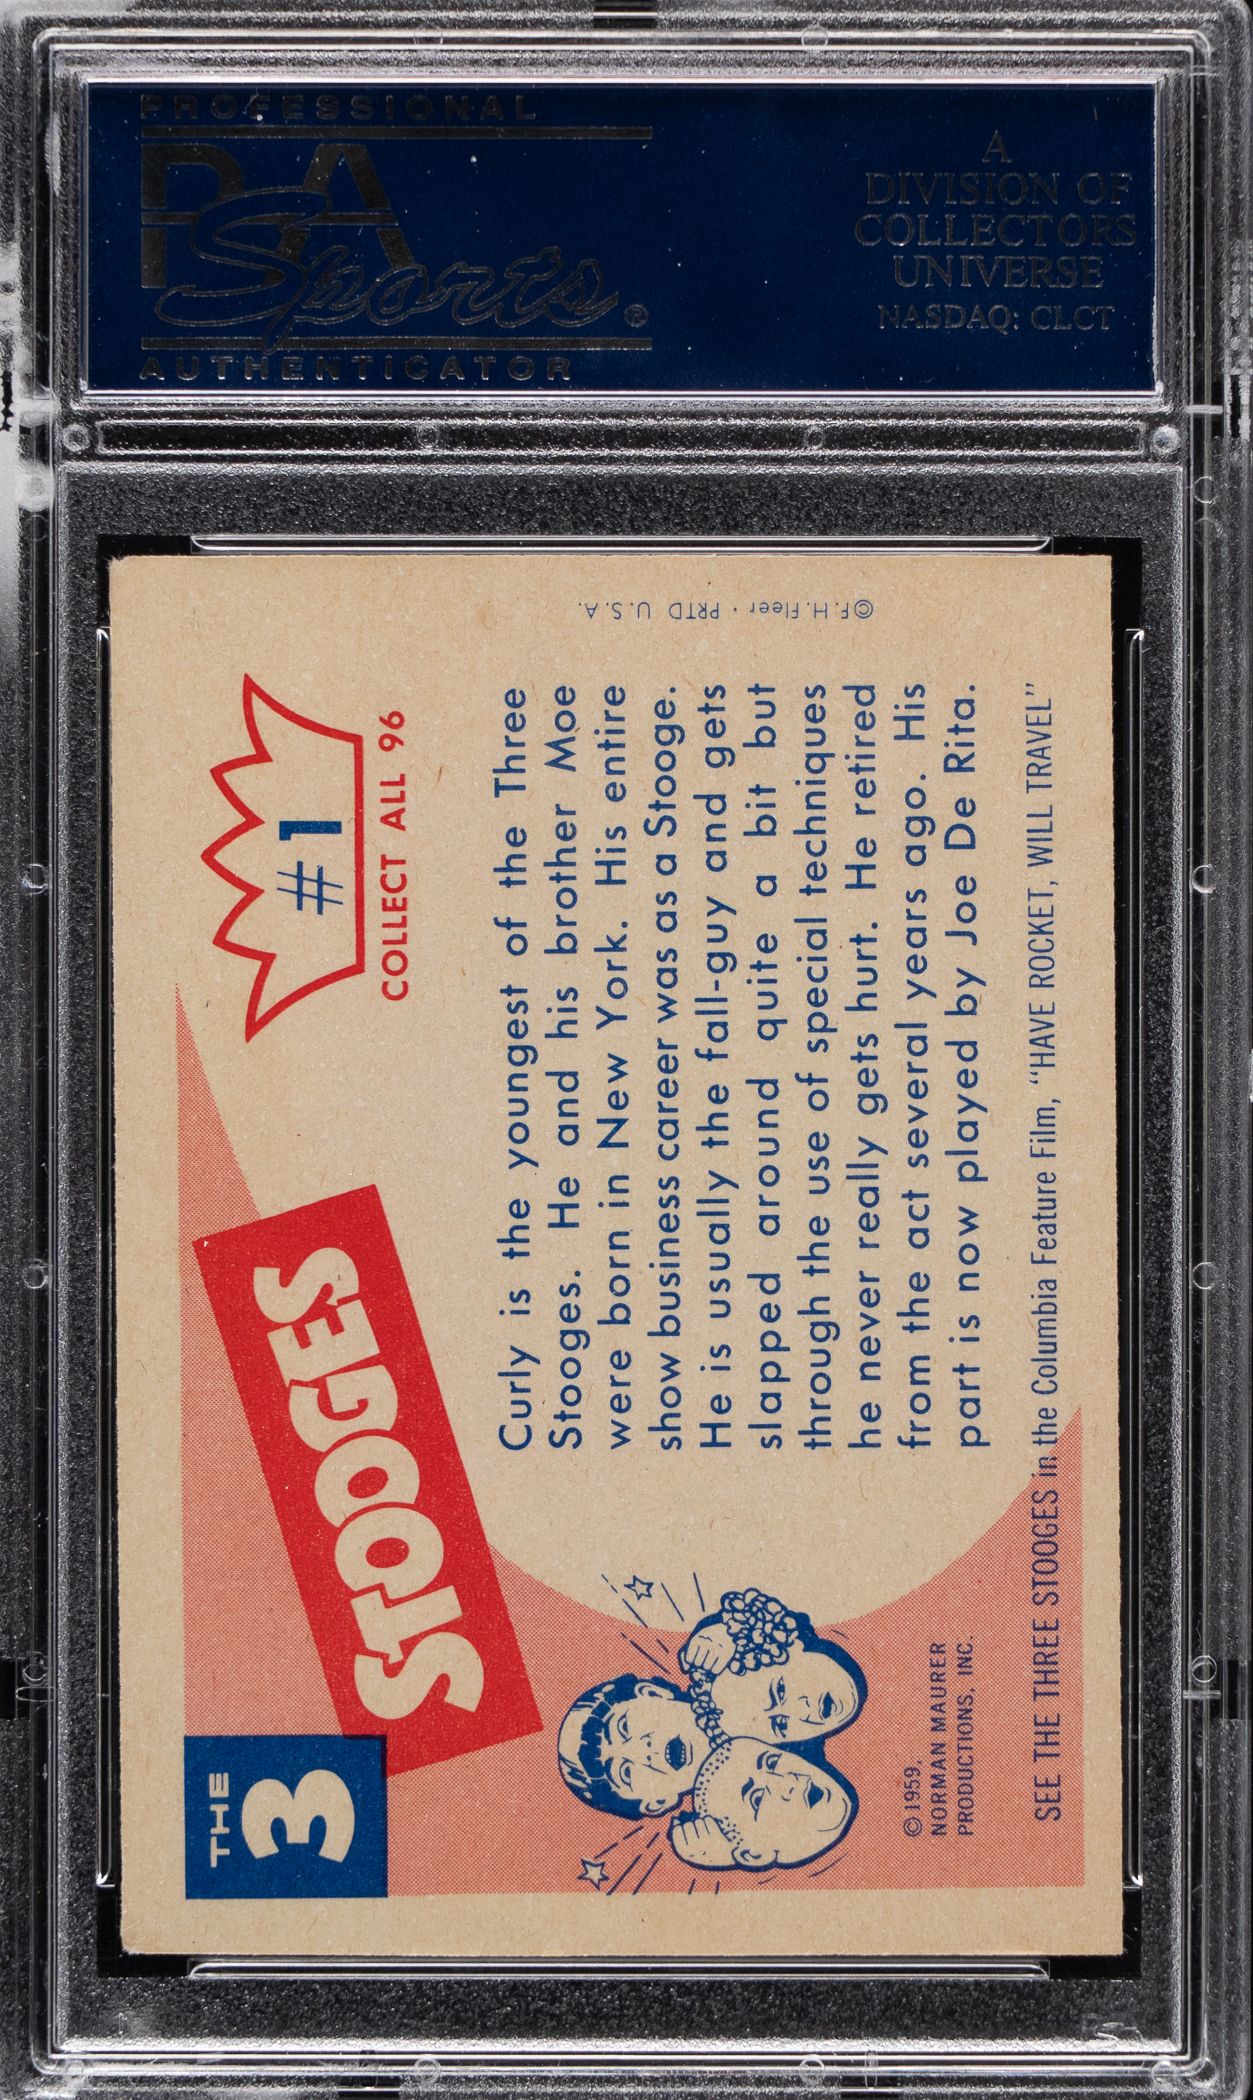 PROFESSIONAL
PSA
Sports®
AUTHENTICATOR
A
DIVISION OF
COLLECTORS
UNIVERSE
NASDAQ: CLCT
THE
3
STOOGES
#1
COLLECT ALL 96
Curly is the youngest of the Three
Stooges. He and his brother Moe
were born in New York. His entire
show business career was as a Stooge.
He is usually the fall-guy and gets
slapped around quite a bit but
through the use of special techniques
he never really gets hurt. He retired
from the act several years ago. His
part is now played by Joe De Rita.
©1959,
NORMAN MAURER
PRODUCTIONS, INC.
SEE THE THREE STOOGES in the Columbia Feature Film, "HAVE ROCKET, WILL TRAVEL"
©F.H.Fleer · PRTD U.S.A.